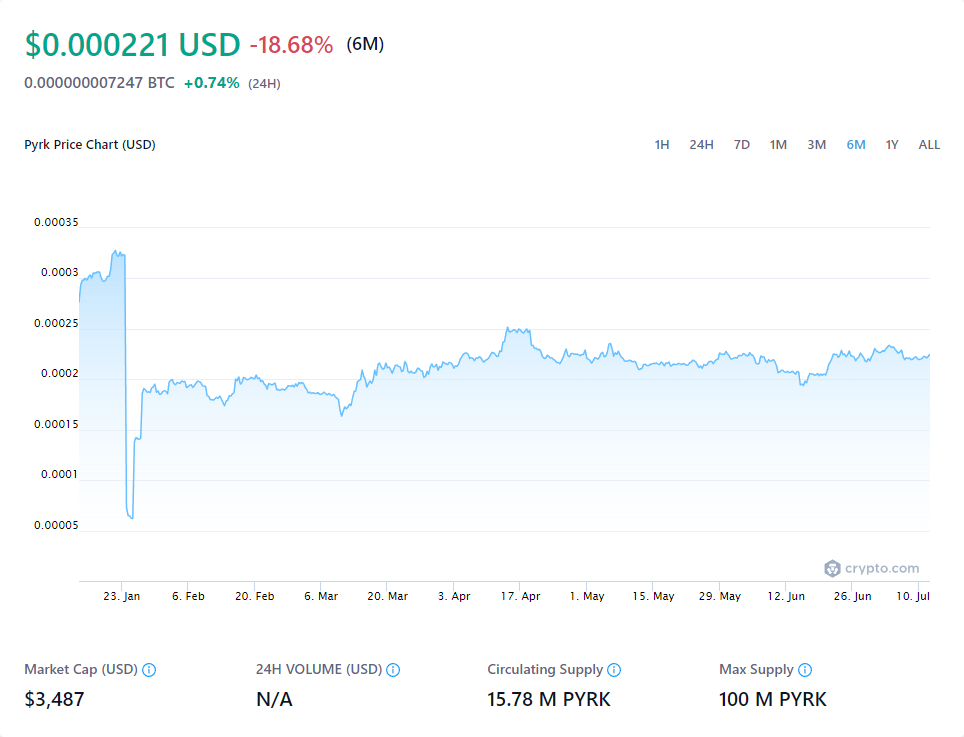 $0.000221 USD -18.68% (6M)
0.000000007247 BTC +0.74% (24H)
Pyrk Price Chart (USD) 1H 24H 7D 1M 3M 6M 1Y ALL
0.00035
0.0003
0.00025
0.0002
0.00015
0.0001
0.00005
crypto.com
23. Jan 6. Feb 20. Feb 6. Mar 20. Mar 3. Apr 17. Apr 1. May 15. May 29. May 12. Jun 26. Jun 10. Jul
Market Cap (USD) 24H VOLUME (USD) Circulating Supply Max Supply
$3,487 N/A 15.78 M PYRK 100 M PYRK